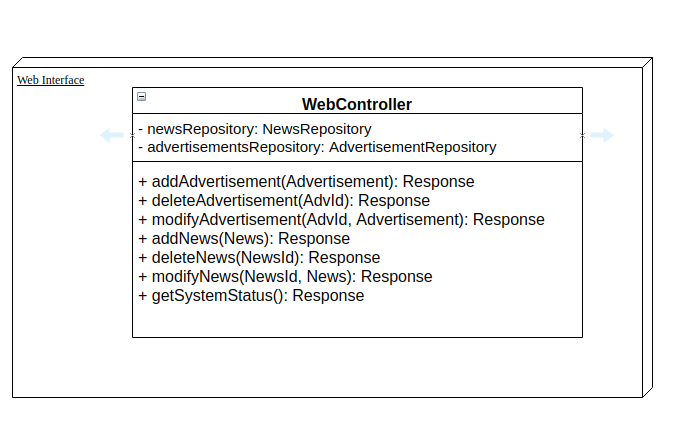 Web Interface
WebController
- newsRepository: NewsRepository
- advertisementsRepository: AdvertisementRepository
+ addAdvertisement(Advertisement): Response
+ deleteAdvertisement(AdvId): Response
+ modifyAdvertisement(AdvId, Advertisement): Response
+ addNews(News): Response
+ deleteNews(NewsId): Response
+ modifyNews(NewsId, News): Response
+ getSystemStatus(): Response